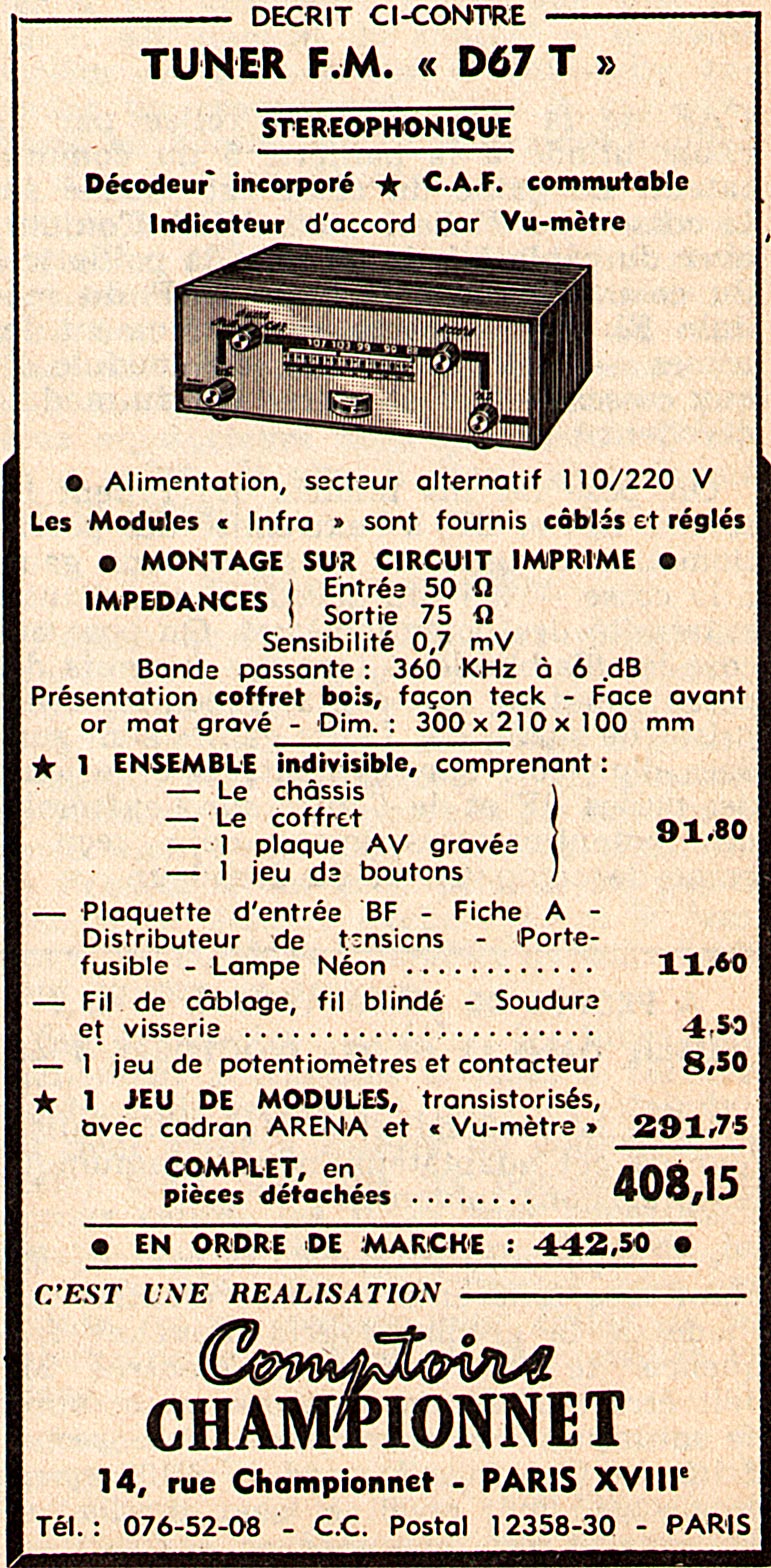 DECRIT CI-CONTRE
TUNER F.M. « D67 T »
STEREOPHONIQUE
Décodeur incorporé ★ C.A.F. commutable
Indicateur d'accord par Vu-mètre
107 103 99
● Alimentation, secteur alternatif 110/220 V
Les Modules « Infra » sont fournis câblés et réglés
● MONTAGE SUR CIRCUIT IMPRIME ●
IMPEDANCES { Entrée 50 Ω
Sortie 75 Ω
Sensibilité 0,7 mV
Bande passante : 360 KHz à 6 dB
Présentation coffret bois, façon teck - Face avant
or mat gravé - Dim. : 300 x 210 x 100 mm
★ 1 ENSEMBLE indivisible, comprenant :
— Le châssis
— Le coffret
— 1 plaque AV gravée
— 1 jeu de boutons
91,80
— Plaquette d'entrée BF - Fiche A -
Distributeur de tensions - Porte-
fusible - Lampe Néon ............ 11,60
— Fil de câblage, fil blindé - Soudure
et visserie ...................... 4,50
— 1 jeu de potentiomètres et contacteur 8,50
★ 1 JEU DE MODULES, transistorisés,
avec cadran ARENA et « Vu-mètre » 291,75
COMPLET, en
pièces détachées ........ 408,15
● EN ORDRE DE MARCHE : 442,50 ●
C'EST UNE REALISATION
Comptoirs
CHAMPIONNET
14, rue Championnet - PARIS XVIIIe
Tél. : 076-52-08 - C.C. Postal 12358-30 - PARIS